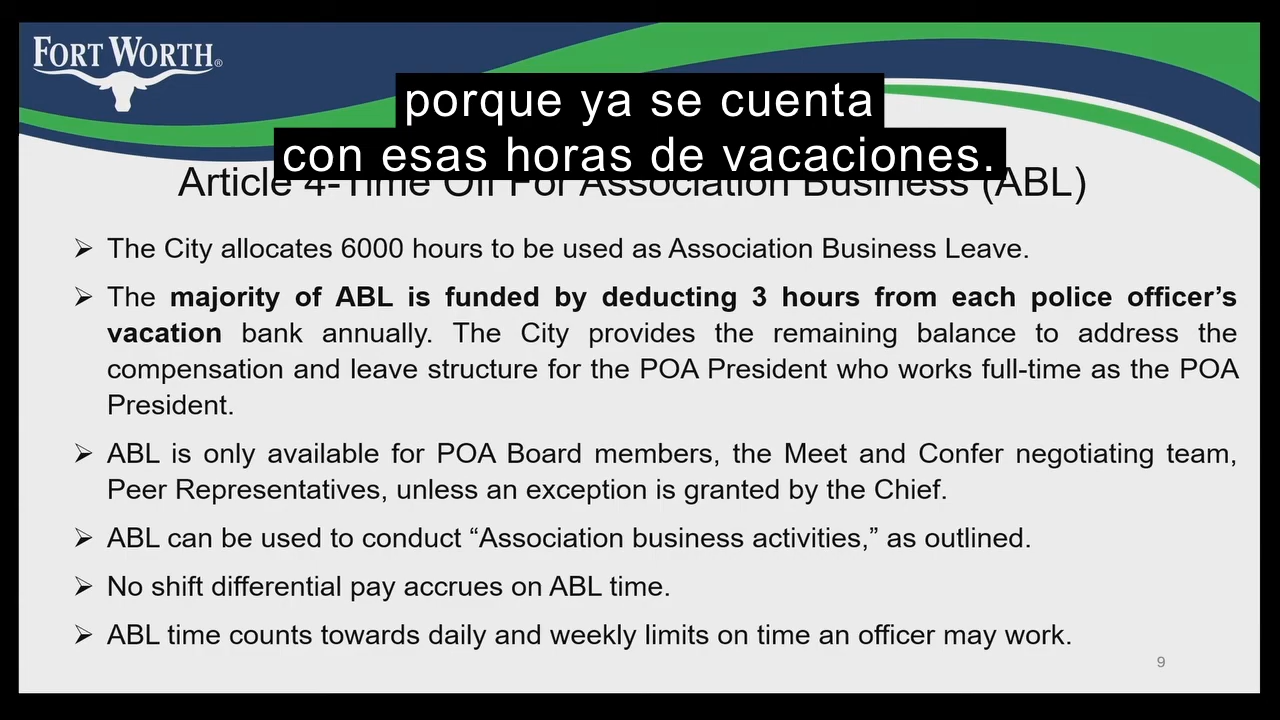 FORT WORTH®
porque ya se cuenta
con esas horas de vacaciones.
Article 4-Time Off For Association Business (ABL)
➢ The City allocates 6000 hours to be used as Association Business Leave.
➢ The majority of ABL is funded by deducting 3 hours from each police officer’s
vacation bank annually. The City provides the remaining balance to address the
compensation and leave structure for the POA President who works full-time as the POA
President.
➢ ABL is only available for POA Board members, the Meet and Confer negotiating team,
Peer Representatives, unless an exception is granted by the Chief.
➢ ABL can be used to conduct “Association business activities,” as outlined.
➢ No shift differential pay accrues on ABL time.
➢ ABL time counts towards daily and weekly limits on time an officer may work.
9